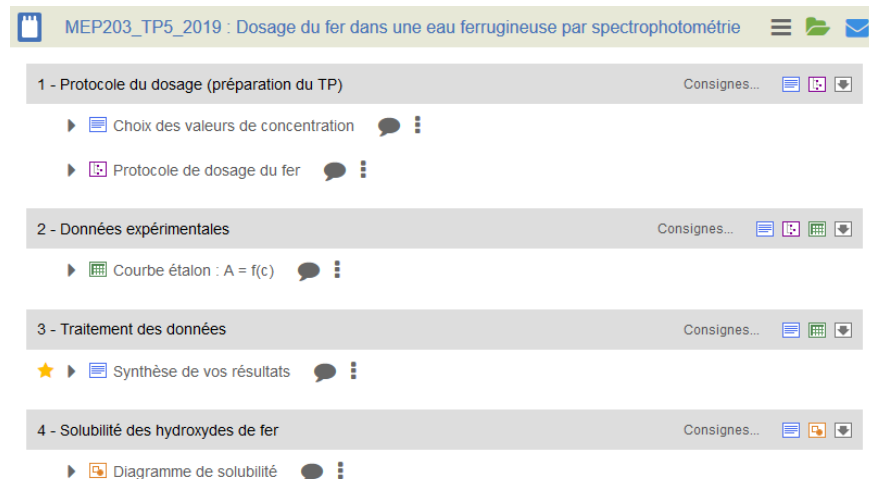 MEP203_TP5_2019 : Dosage du fer dans une eau ferrugineuse par spectrophotométrie
1 - Protocole du dosage (préparation du TP) Consignes...
Choix des valeurs de concentration
Protocole de dosage du fer
2 - Données expérimentales Consignes...
Courbe étalon : A = f(c)
3 - Traitement des données Consignes...
Synthèse de vos résultats
4 - Solubilité des hydroxydes de fer Consignes...
Diagramme de solubilité